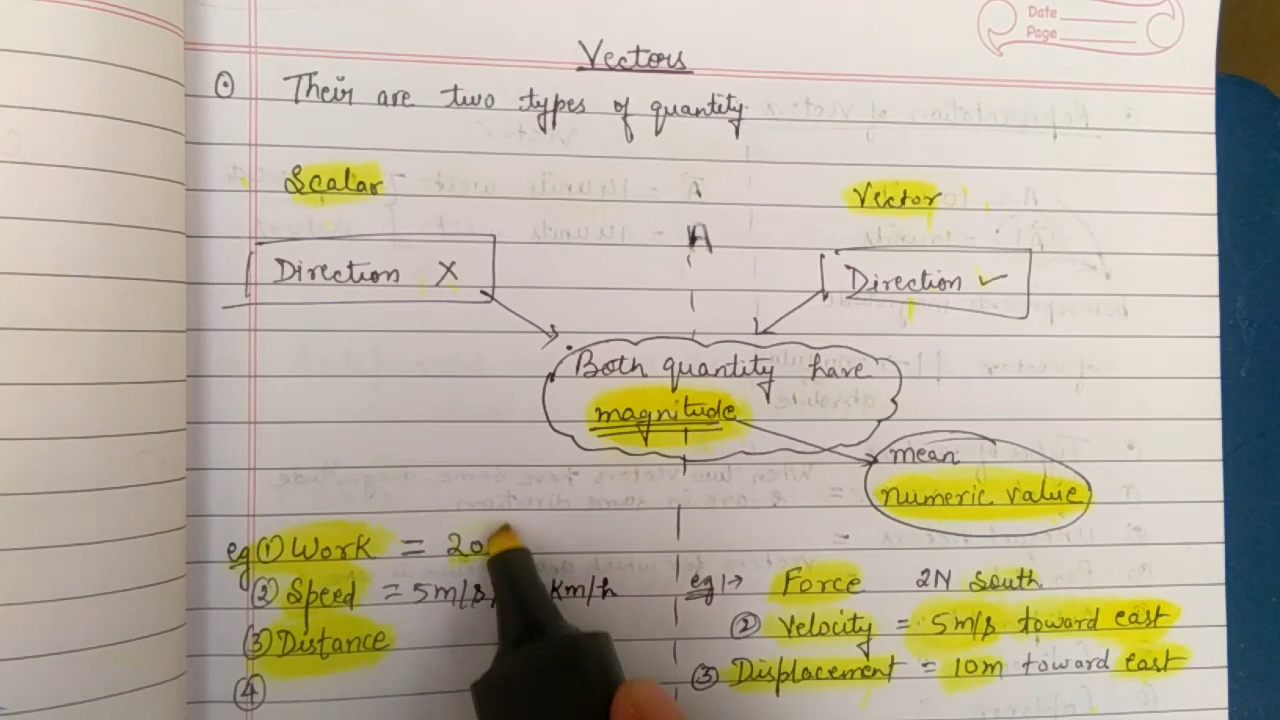 Date
Page
Vectors
Their are two types of quantity
Scalar
Vector
A
Direction X
Direction ✓
Both quantity have
magnitude
mean
numeric value
eg (1) Work = 20
(2) Speed = 5m/s, km/h
(3) Distance
(4)
eg 1→ Force 2N south
(2) Velocity = 5m/s toward east
(3) Displacement = 10m toward east